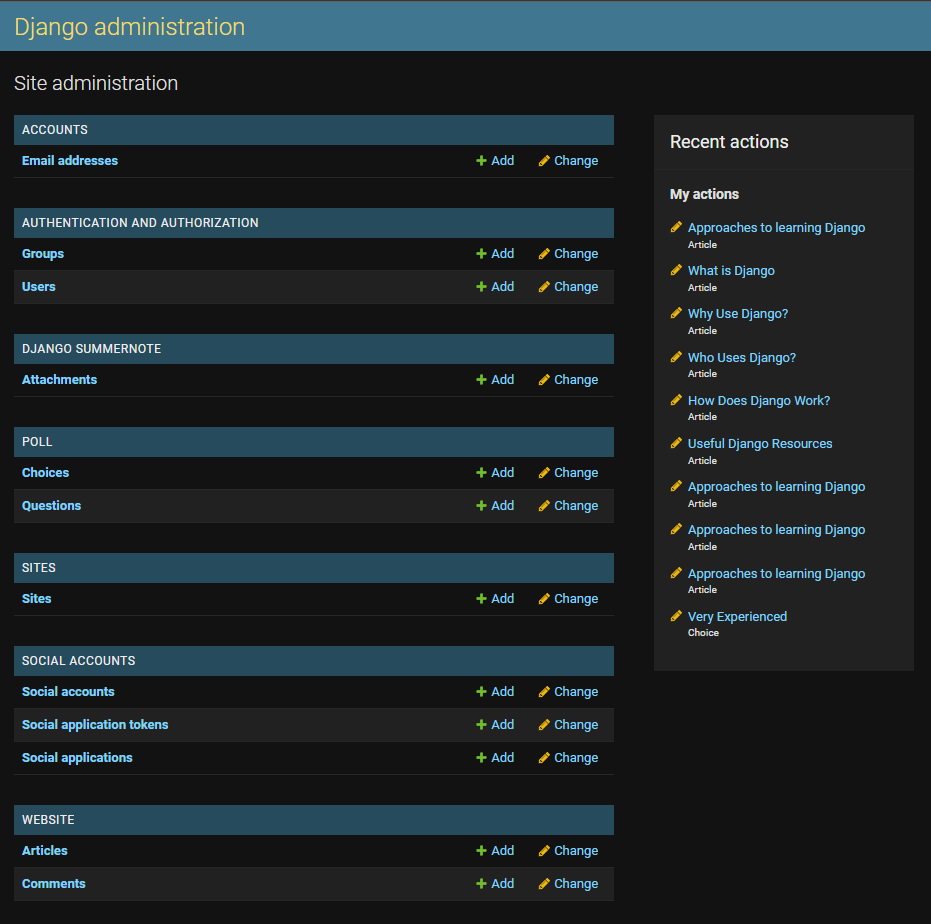 Django administration
Site administration
ACCOUNTS
Email addresses Add Change
AUTHENTICATION AND AUTHORIZATION
Groups Add Change
Users Add Change
DJANGO SUMMERNOTE
Attachments Add Change
POLL
Choices Add Change
Questions Add Change
SITES
Sites Add Change
SOCIAL ACCOUNTS
Social accounts Add Change
Social application tokens Add Change
Social applications Add Change
WEBSITE
Articles Add Change
Comments Add Change
Recent actions
My actions
Approaches to learning Django
Article
What is Django
Article
Why Use Django?
Article
Who Uses Django?
Article
How Does Django Work?
Article
Useful Django Resources
Article
Approaches to learning Django
Article
Approaches to learning Django
Article
Approaches to learning Django
Article
Very Experienced
Choice